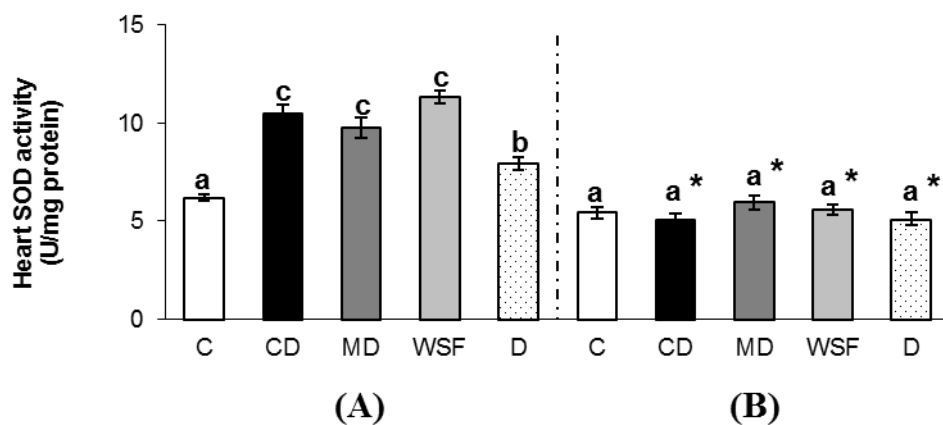 Heart SOD activity
(U/mg protein)
15
10
5
0
a c c c b a a * a * a * a *
C CD MD WSF D C CD MD WSF D
(A) (B)